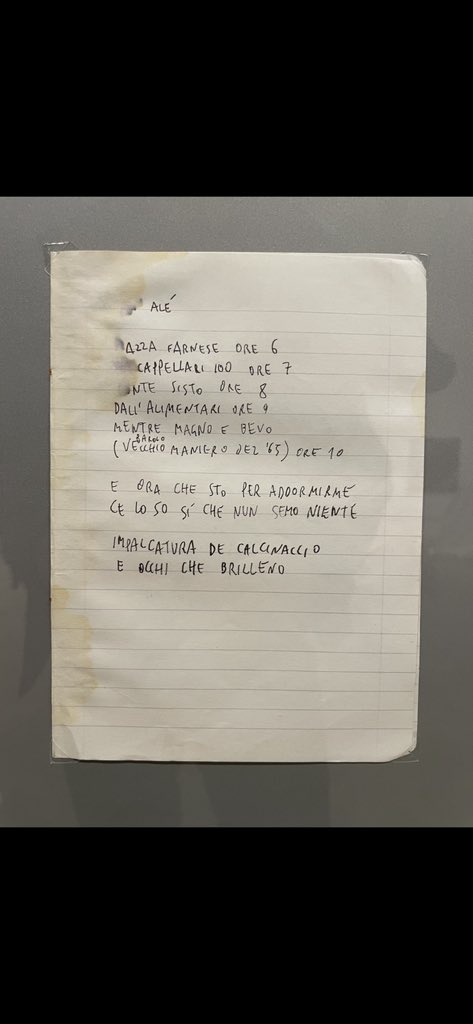 ALÉ
AZZA FARNESE ORE 6
CAPPELLARI 100 ORE 7
NTE SISTO ORE 8
DALL'ALIMENTARI ORE 9
MENTRE MAGNO E BEVO
BAROLO
(VECCHIO MANIERO DEL '65) ORE 10
E ORA CHE STO PER ADDORMIRME
CE LO SO SÍ CHE NUN SEMO NIENTE
IMPALCATURA DE CALCINACCIO
E OCCHI CHE BRILLENO